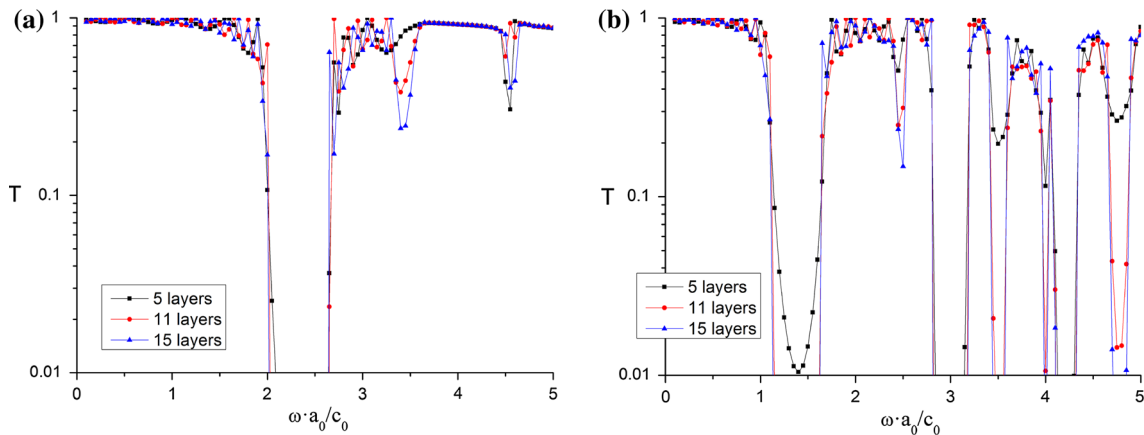 (a)
1
0.1
0.01
T
5 layers
11 layers
15 layers
0 1 2 3 4 5
ω·a₀/c₀
(b)
1
0.1
0.01
T
5 layers
11 layers
15 layers
0 1 2 3 4 5
ω·a₀/c₀